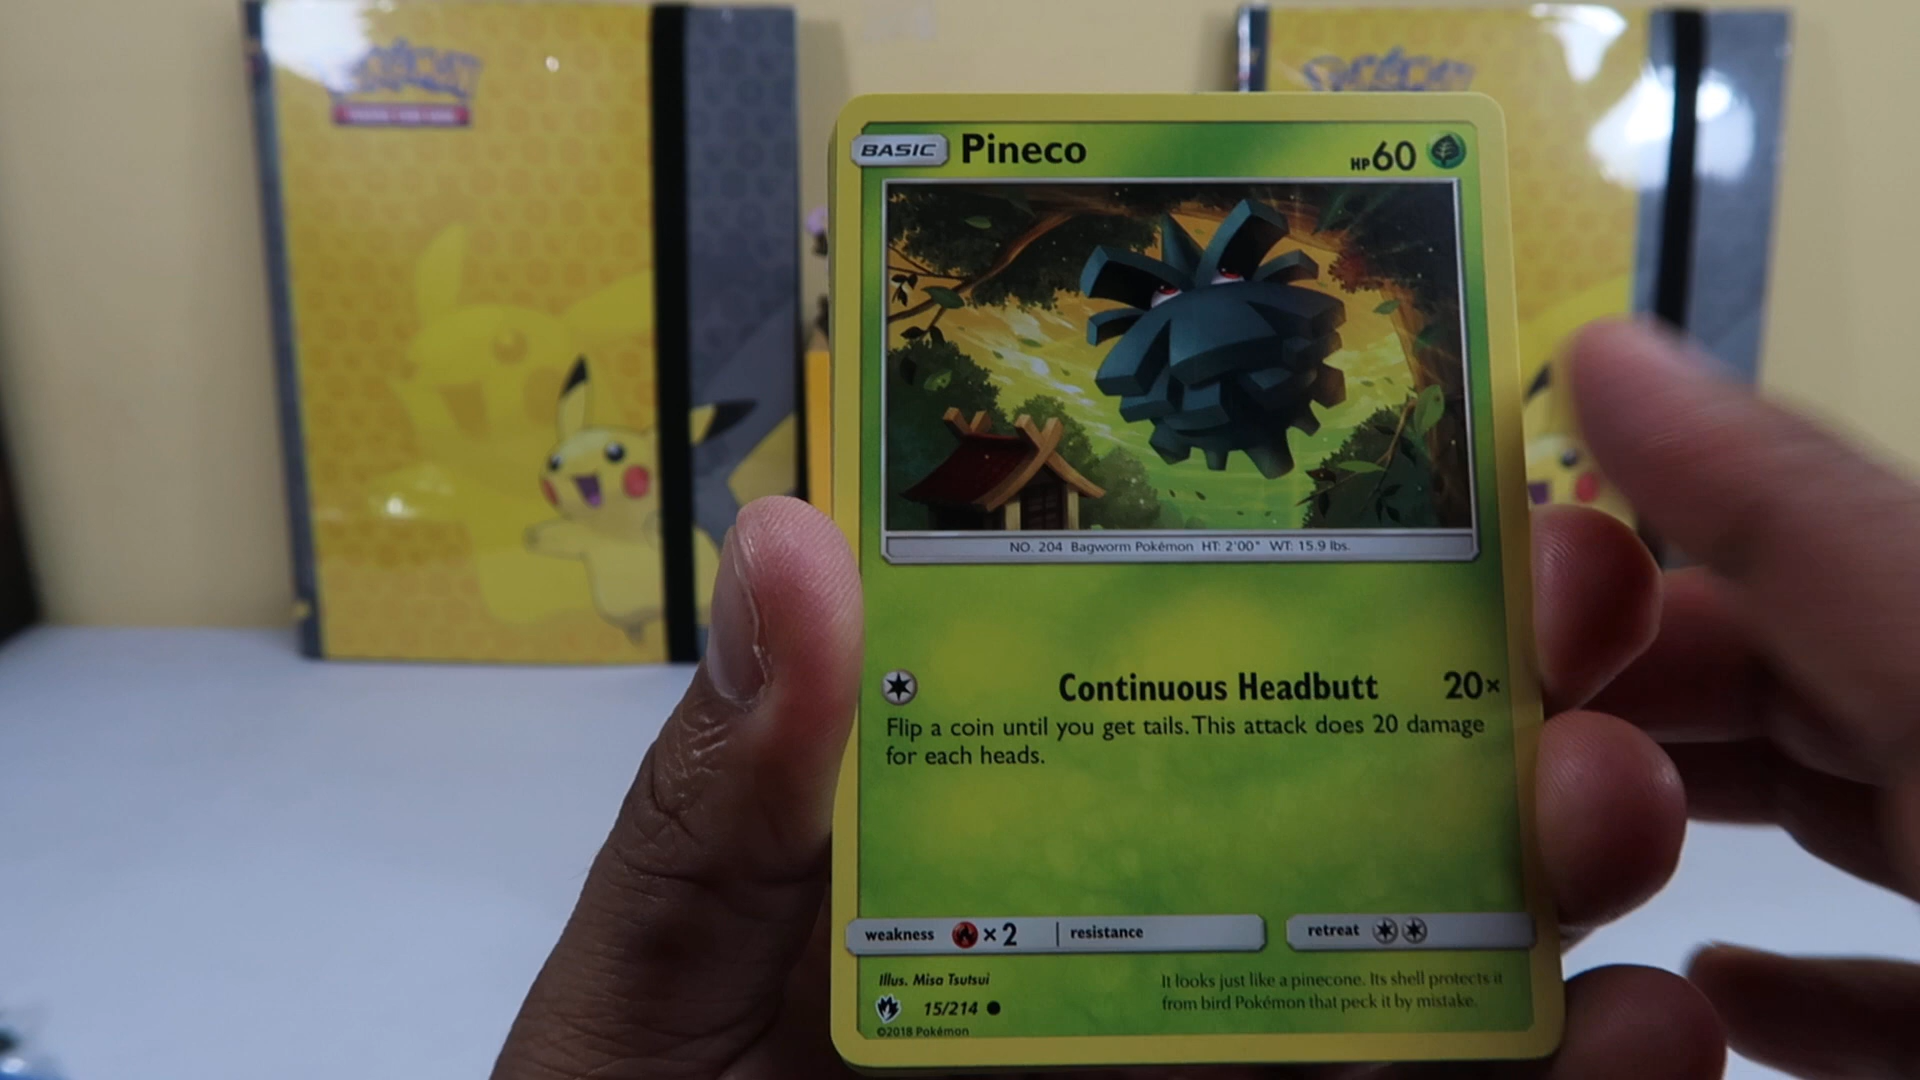 Pokémon
Pokémon
BASIC Pineco HP60
NO. 204 Bagworm Pokémon HT: 2'00" WT: 15.9 lbs.
Continuous Headbutt 20×
Flip a coin until you get tails. This attack does 20 damage
for each heads.
weakness ×2 resistance retreat
Illus. Misa Tsutsui
15/214
©2018 Pokémon
It looks just like a pinecone. Its shell protects it
from bird Pokémon that peck it by mistake.